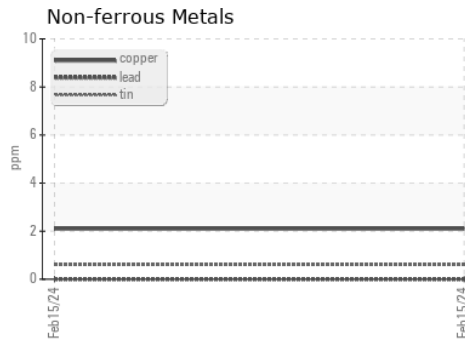 Non-ferrous Metals
10
8
6
4
2
0
ppm
copper
lead
tin
Feb15/24
Feb15/24